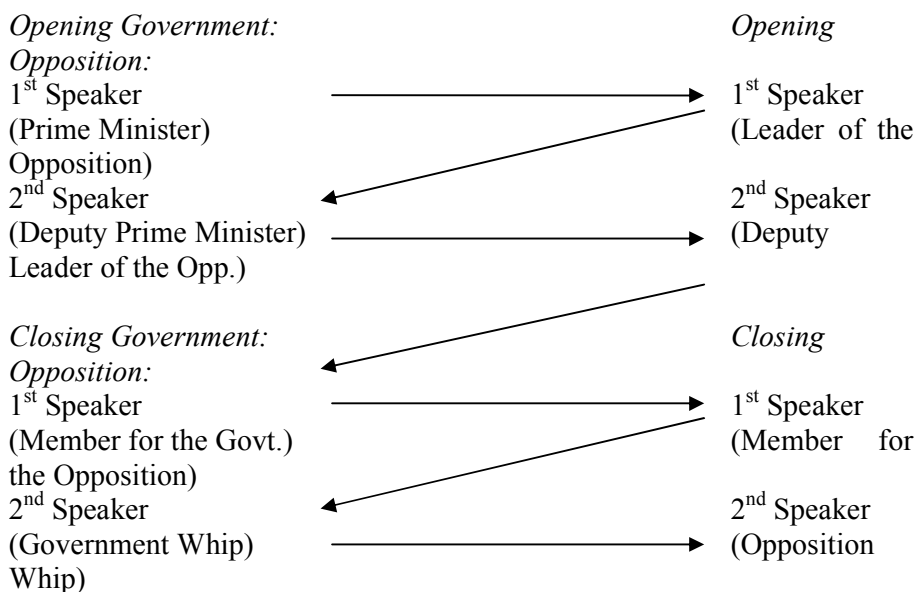 Opening Government: Opening
Opposition:
1st Speaker 1st Speaker
(Prime Minister) (Leader of the
Opposition)
2nd Speaker 2nd Speaker
(Deputy Prime Minister) (Deputy
Leader of the Opp.)
Closing Government: Closing
Opposition:
1st Speaker 1st Speaker
(Member for the Govt.) (Member for
the Opposition)
2nd Speaker 2nd Speaker
(Government Whip) (Opposition
Whip)